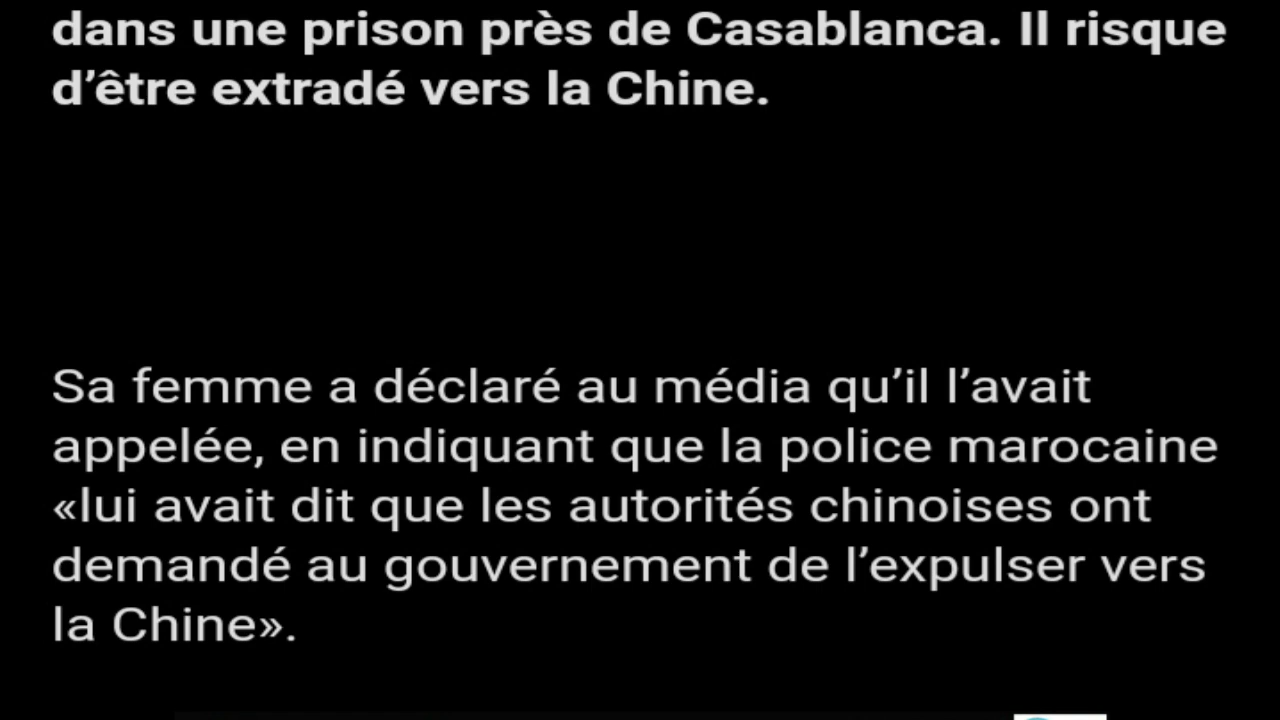 dans une prison près de Casablanca. Il risque
d’être extradé vers la Chine.
Sa femme a déclaré au média qu’il l’avait
appelée, en indiquant que la police marocaine
«lui avait dit que les autorités chinoises ont
demandé au gouvernement de l’expulser vers
la Chine».